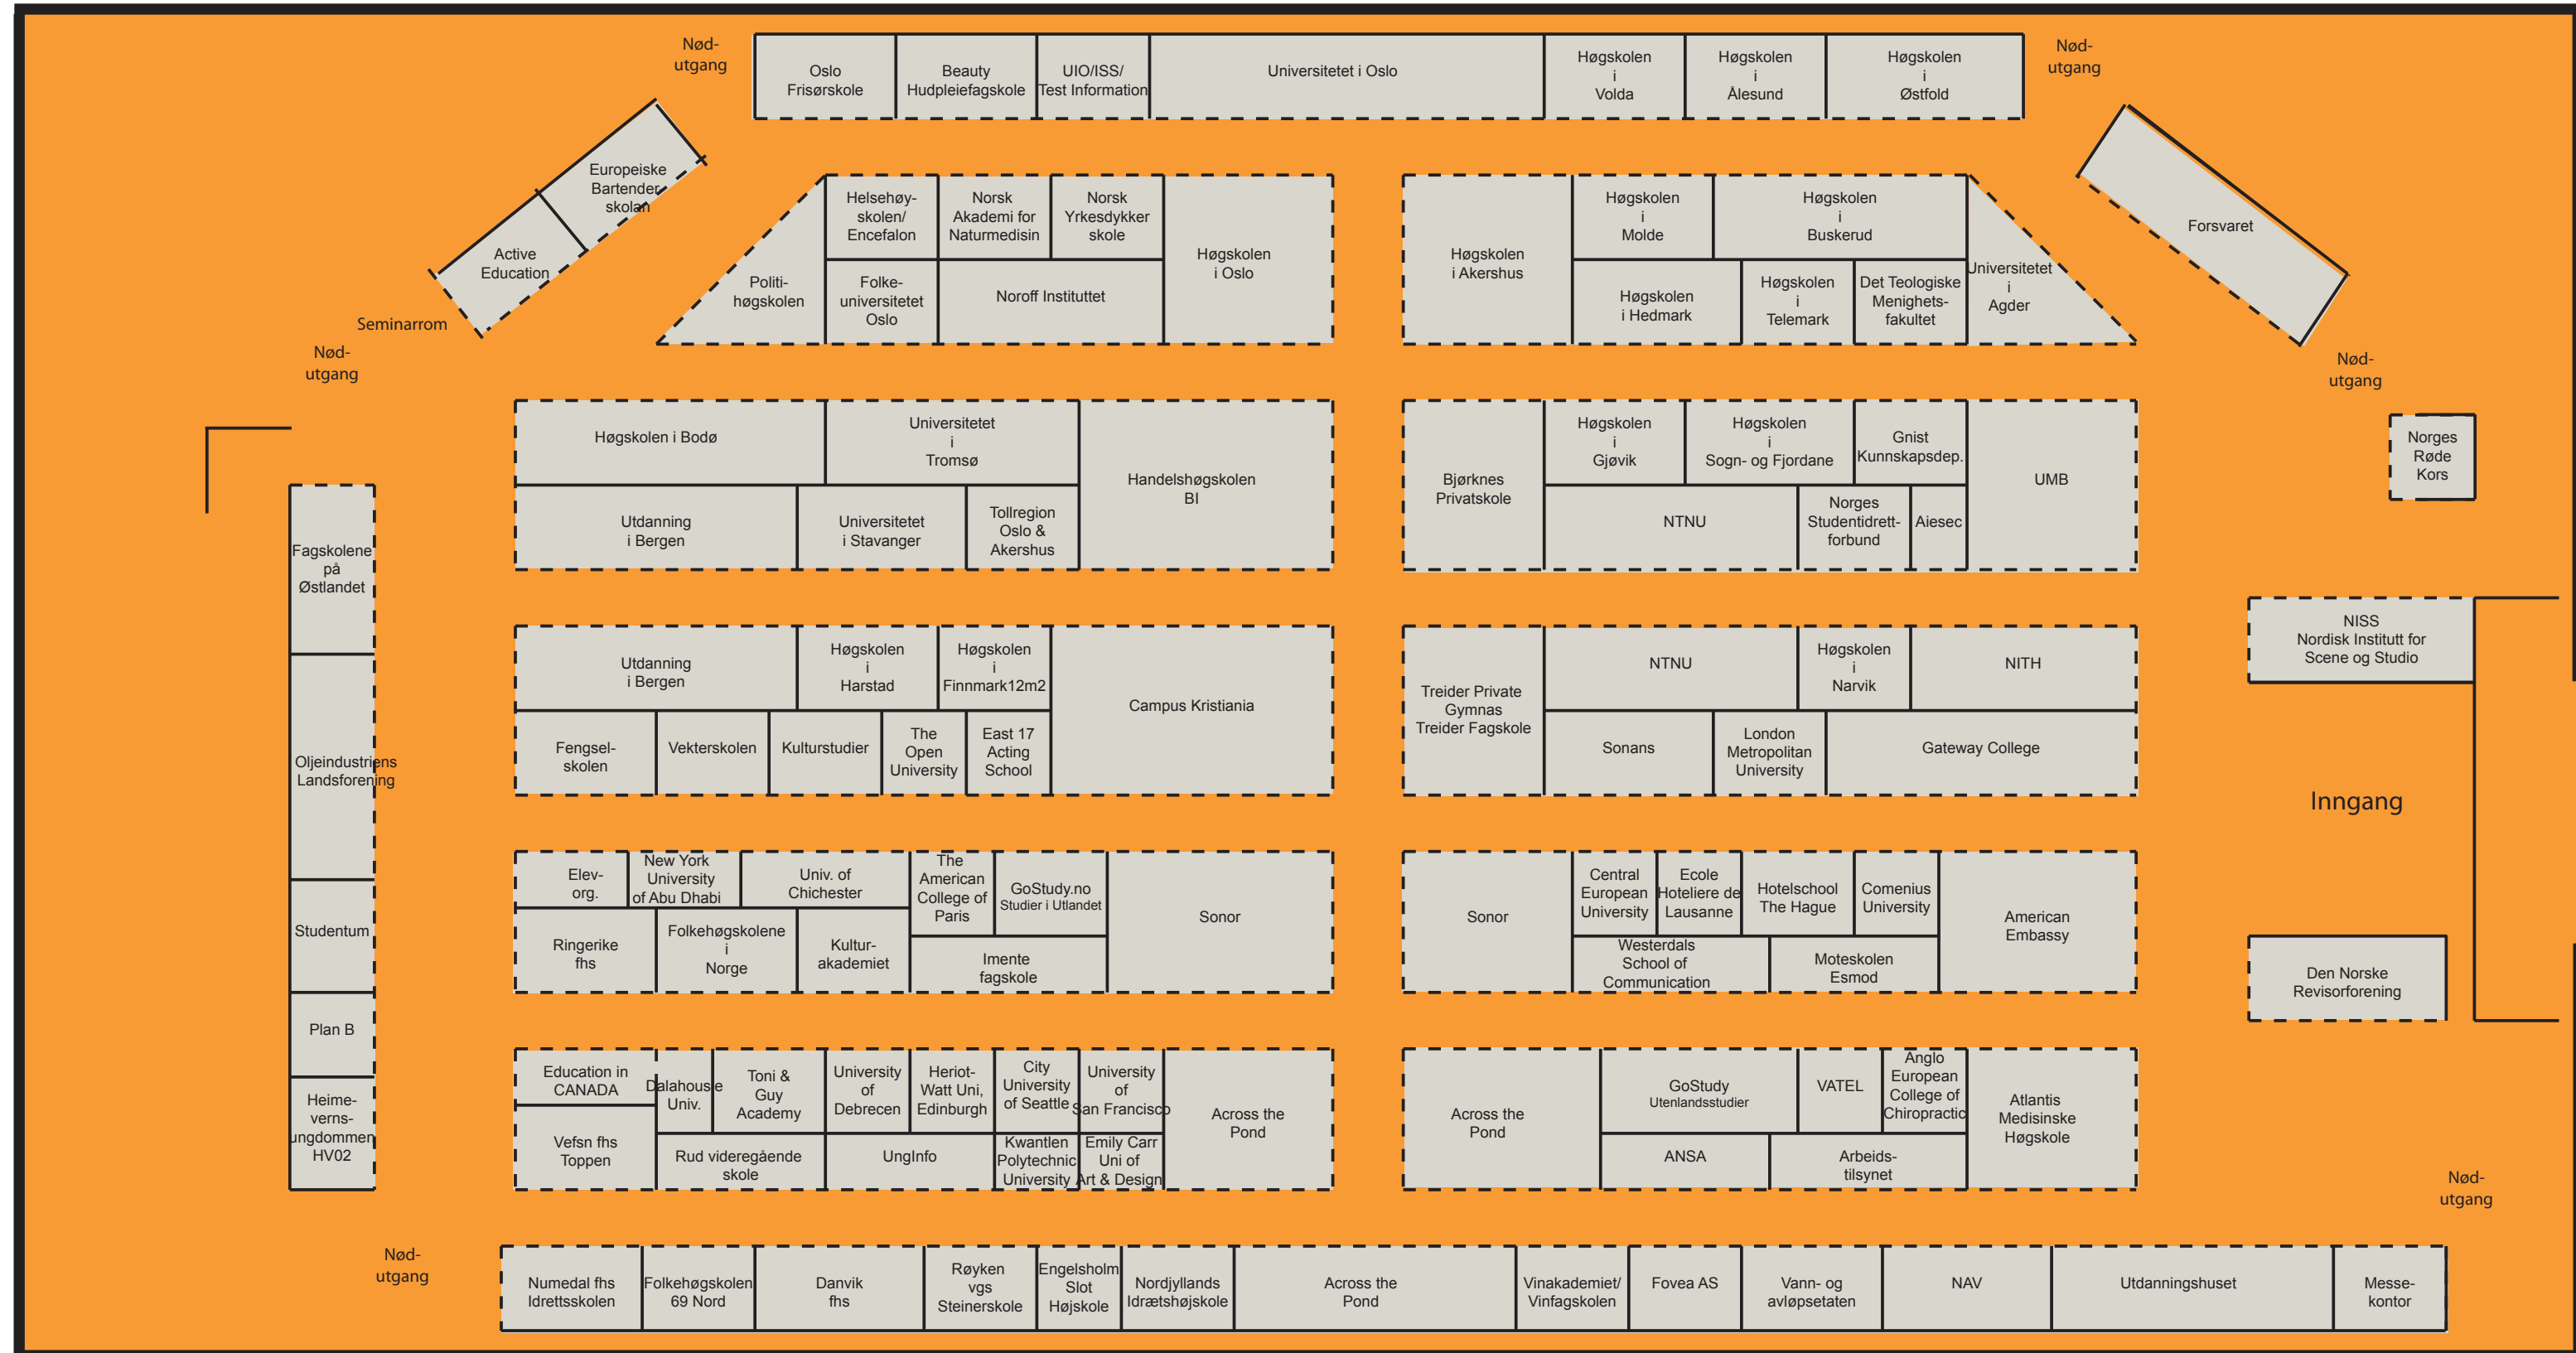 Nød-
utgang
Oslo
Frisørskole
Beauty
Hudpleiefagskole
UIO/ISS/
Test Information
Universitetet i Oslo
Høgskolen
i
Volda
Høgskolen
i
Ålesund
Høgskolen
i
Østfold
Nød-
utgang
Europeiske
Bartender
skolan
Active
Education
Seminarrom
Nød-
utgang
Politi-
høgskolen
Helsehøy-
skolen/
Encefalon
Norsk
Akademi for
Naturmedisin
Norsk
Yrkesdykker
skole
Folke-
universitetet
Oslo
Noroff Instituttet
Høgskolen
i Oslo
Høgskolen
i Akershus
Høgskolen
i
Molde
Høgskolen
i
Buskerud
Høgskolen
i Hedmark
Høgskolen
i
Telemark
Det Teologiske
Menighets-
fakultet
Universitetet
i
Agder
Forsvaret
Nød-
utgang
Norges
Røde
Kors
Høgskolen i Bodø
Universitetet
i
Tromsø
Utdanning
i Bergen
Universitetet
i Stavanger
Tollregion
Oslo &
Akershus
Handelshøgskolen
BI
Bjørknes
Privatskole
Høgskolen
i
Gjøvik
Høgskolen
i
Sogn- og Fjordane
Gnist
Kunnskapsdep.
NTNU
Norges
Studentidrett-
forbund
Aiesec
UMB
Fagskolene
på
Østlandet
Oljeindustriens
Landsforening
Studentum
Plan B
Heime-
verns-
ungdommen
HV02
Utdanning
i Bergen
Høgskolen
i
Harstad
Høgskolen
i
Finnmark12m2
Fengsel-
skolen
Vekterskolen
Kulturstudier
The
Open
University
East 17
Acting
School
Campus Kristiania
Treider Private
Gymnas
Treider Fagskole
NTNU
Høgskolen
i
Narvik
NITH
Sonans
London
Metropolitan
University
Gateway College
NISS
Nordisk Institutt for
Scene og Studio
Inngang
Elev-
org.
New York
University
of Abu Dhabi
Univ. of
Chichester
The
American
College of
Paris
GoStudy.no
Studier i Utlandet
Ringerike
fhs
Folkehøgskolene
i
Norge
Kultur-
akademiet
Imente
fagskole
Sonor
Sonor
Central
European
University
Ecole
Hoteliere de
Lausanne
Hotelschool
The Hague
Comenius
University
Westerdals
School of
Communication
Moteskolen
Esmod
American
Embassy
Den Norske
Revisorforening
Education in
CANADA
Dalahousie
Univ.
Toni &
Guy
Academy
University
of
Debrecen
Heriot-
Watt Uni,
Edinburgh
City
University
of Seattle
University
of
San Francisco
Vefsn fhs
Toppen
Rud videregående
skole
UngInfo
Kwantlen
Polytechnic
University
Emily Carr
Uni of
Art & Design
Across the
Pond
Across the
Pond
GoStudy
Utenlandsstudier
VATEL
Anglo
European
College of
Chiropractic
ANSA
Arbeids-
tilsynet
Atlantis
Medisinske
Høgskole
Nød-
utgang
Nød-
utgang
Numedal fhs
Idrettsskolen
Folkehøgskolen
69 Nord
Danvik
fhs
Røyken
vgs
Steinerskole
Engelsholm
Slot
Højskole
Nordjyllands
Idrætshøjskole
Across the
Pond
Vinakademiet/
Vinfagskolen
Fovea AS
Vann- og
avløpsetaten
NAV
Utdanningshuset
Messe-
kontor